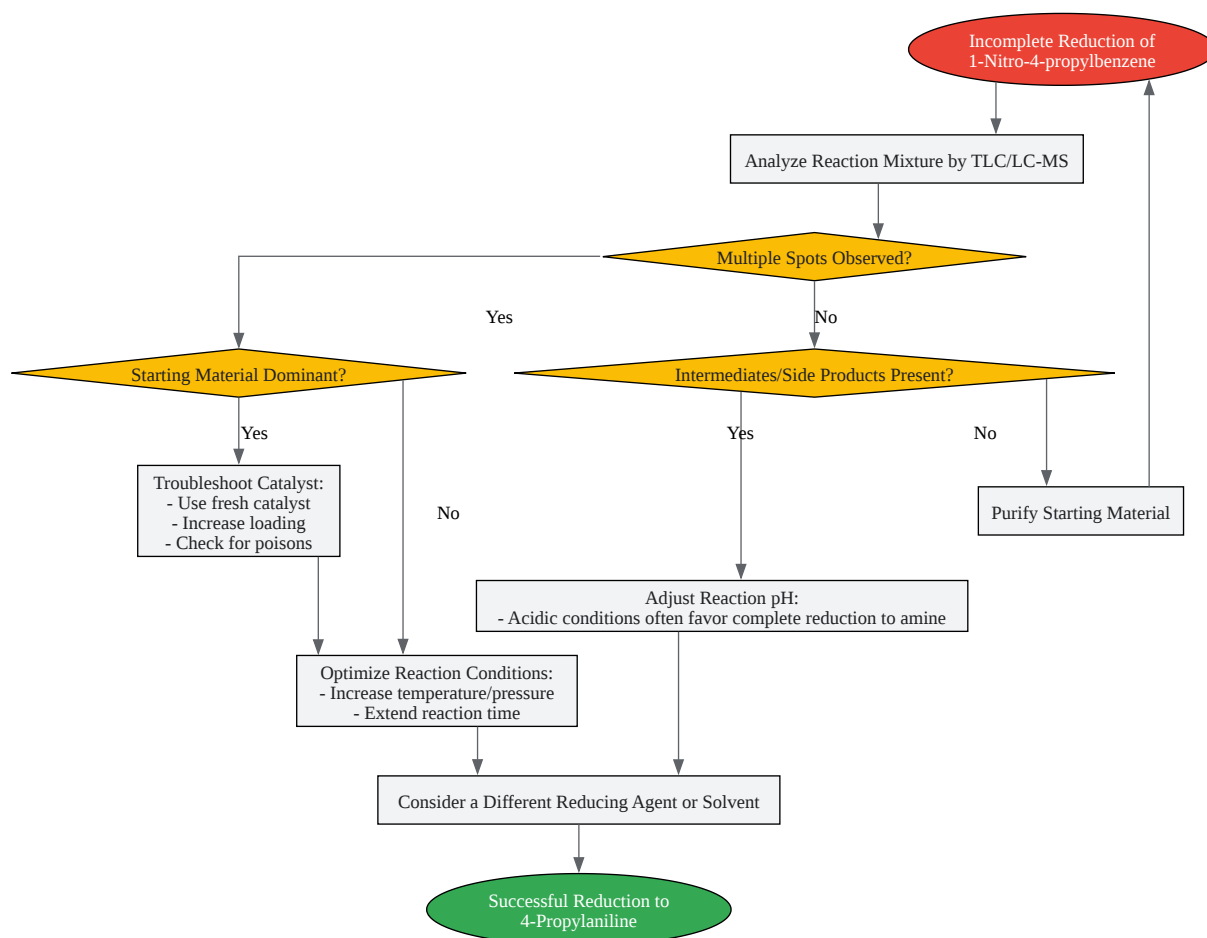 Incomplete Reduction of
1-Nitro-4-propylbenzene
Analyze Reaction Mixture by TLC/LC-MS
Multiple Spots Observed?
Yes
No
Starting Material Dominant?
Intermediates/Side Products Present?
Yes
Yes
No
Troubleshoot Catalyst:
- Use fresh catalyst
- Increase loading
- Check for poisons
No
Purify Starting Material
Adjust Reaction pH:
- Acidic conditions often favor complete reduction to amine
Optimize Reaction Conditions:
- Increase temperature/pressure
- Extend reaction time
Consider a Different Reducing Agent or Solvent
Successful Reduction to
4-Propylaniline